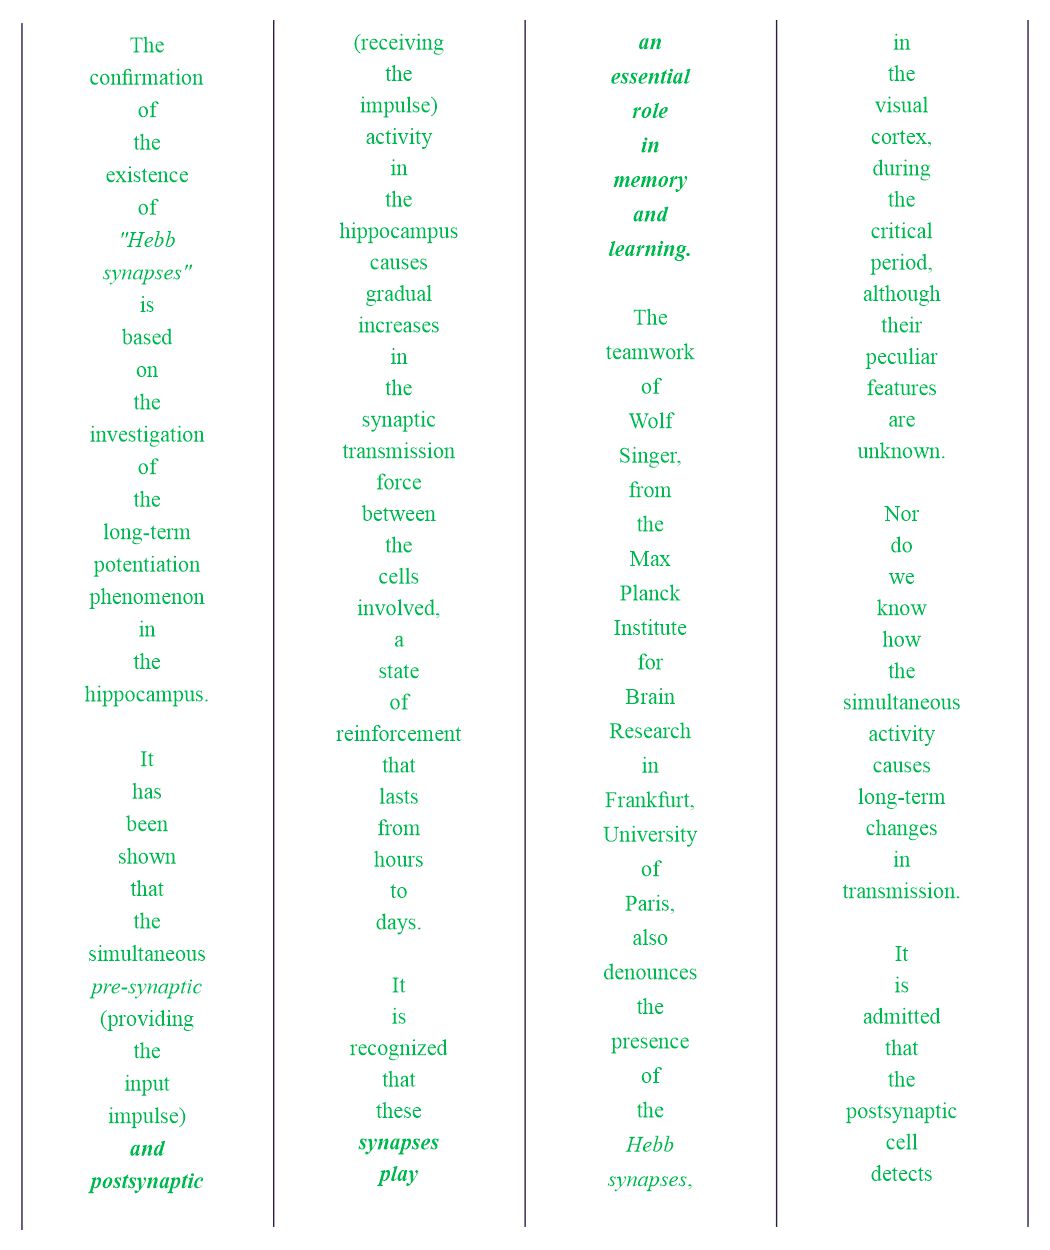 The
confirmation
of
the
existence
of
"Hebb
synapses"
is
based
on
the
investigation
of
the
long-term
potentiation
phenomenon
in
the
hippocampus.
It
has
been
shown
that
the
simultaneous
pre-synaptic
(providing
the
input
impulse)
and
postsynaptic
(receiving
the
impulse)
activity
in
the
hippocampus
causes
gradual
increases
in
the
synaptic
transmission
force
between
the
cells
involved,
a
state
of
reinforcement
that
lasts
from
hours
to
days.
It
is
recognized
that
these
synapses
play
an
essential
role
in
memory
and
learning.
The
teamwork
of
Wolf
Singer,
from
the
Max
Planck
Institute
for
Brain
Research
in
Frankfurt,
University
of
Paris,
also
denounces
the
presence
of
the
Hebb
synapses,
in
the
visual
cortex,
during
the
critical
period,
although
their
peculiar
features
are
unknown.
Nor
do
we
know
how
the
simultaneous
activity
causes
long-term
changes
in
transmission.
It
is
admitted
that
the
postsynaptic
cell
detects